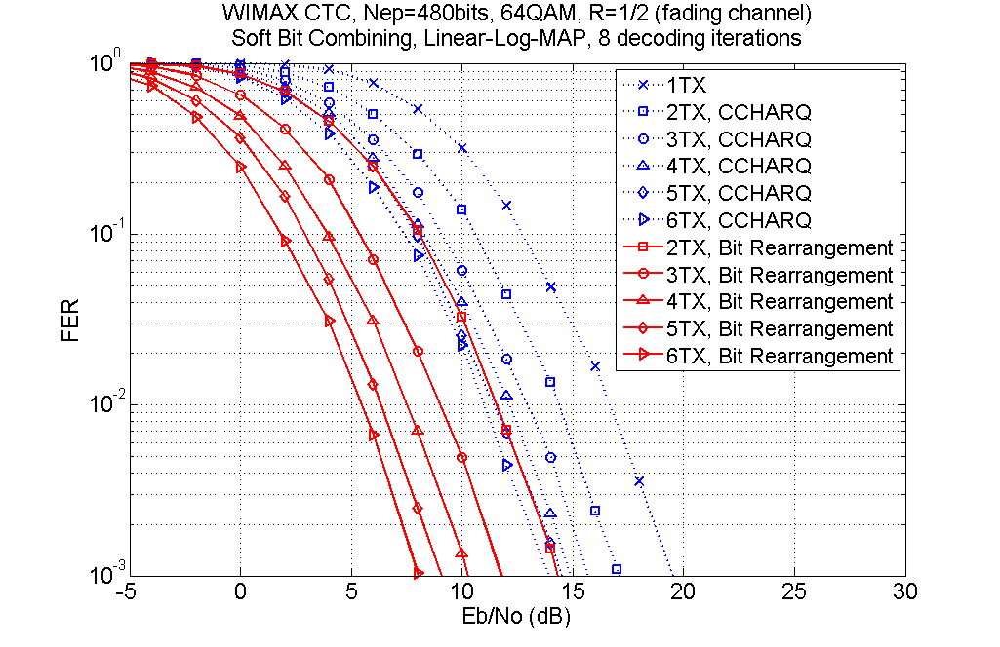 WIMAX CTC, Nep=480bits, 64QAM, R=1/2 (fading channel)
Soft Bit Combining, Linear-Log-MAP, 8 decoding iterations
10^0
10^-1
10^-2
10^-3
FER
1TX
2TX, CCHARQ
3TX, CCHARQ
4TX, CCHARQ
5TX, CCHARQ
6TX, CCHARQ
2TX, Bit Rearrangement
3TX, Bit Rearrangement
4TX, Bit Rearrangement
5TX, Bit Rearrangement
6TX, Bit Rearrangement
-5 0 5 10 15 20 25 30
Eb/No (dB)